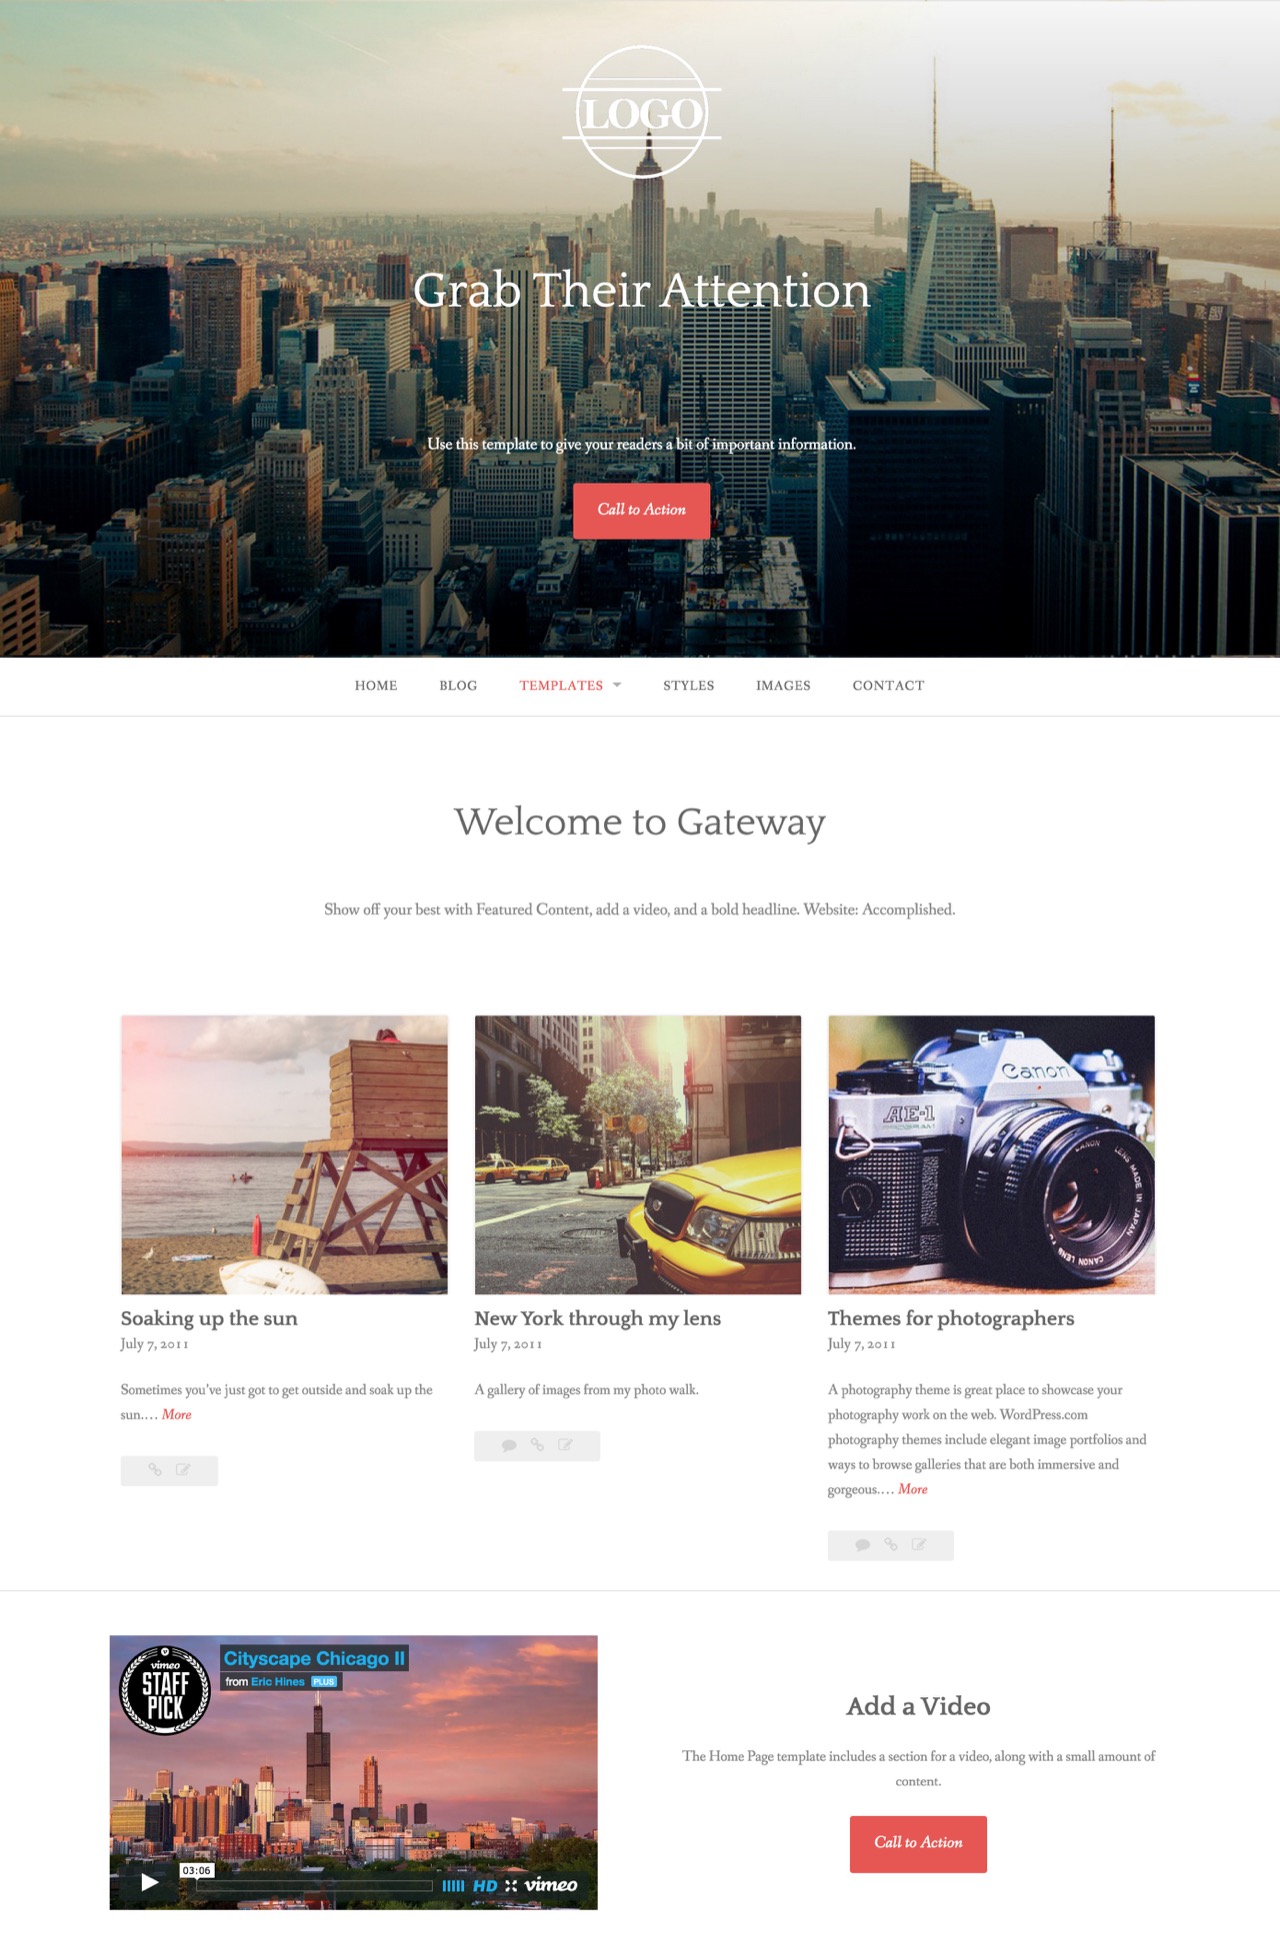 LOGO
Grab Their Attention
Use this template to give your readers a bit of important information.
Call to Action
HOME BLOG TEMPLATES STYLES IMAGES CONTACT
Welcome to Gateway
Show off your best with Featured Content, add a video, and a bold headline. Website: Accomplished.
Canon
AE-1
CANON
LENS MADE IN JAPAN
CANON LENS
Soaking up the sun
July 7, 2011
Sometimes you've just got to get outside and soak up the
sun.… More
New York through my lens
July 7, 2011
A gallery of images from my photo walk.
Themes for photographers
July 7, 2011
A photography theme is great place to showcase your
photography work on the web. WordPress.com
photography themes include elegant image portfolios and
ways to browse galleries that are both immersive and
gorgeous.… More
vimeo
STAFF
PICK
Cityscape Chicago II
from Eric Hines PLUS
03:06
HD vimeo
Add a Video
The Home Page template includes a section for a video, along with a small amount of
content.
Call to Action